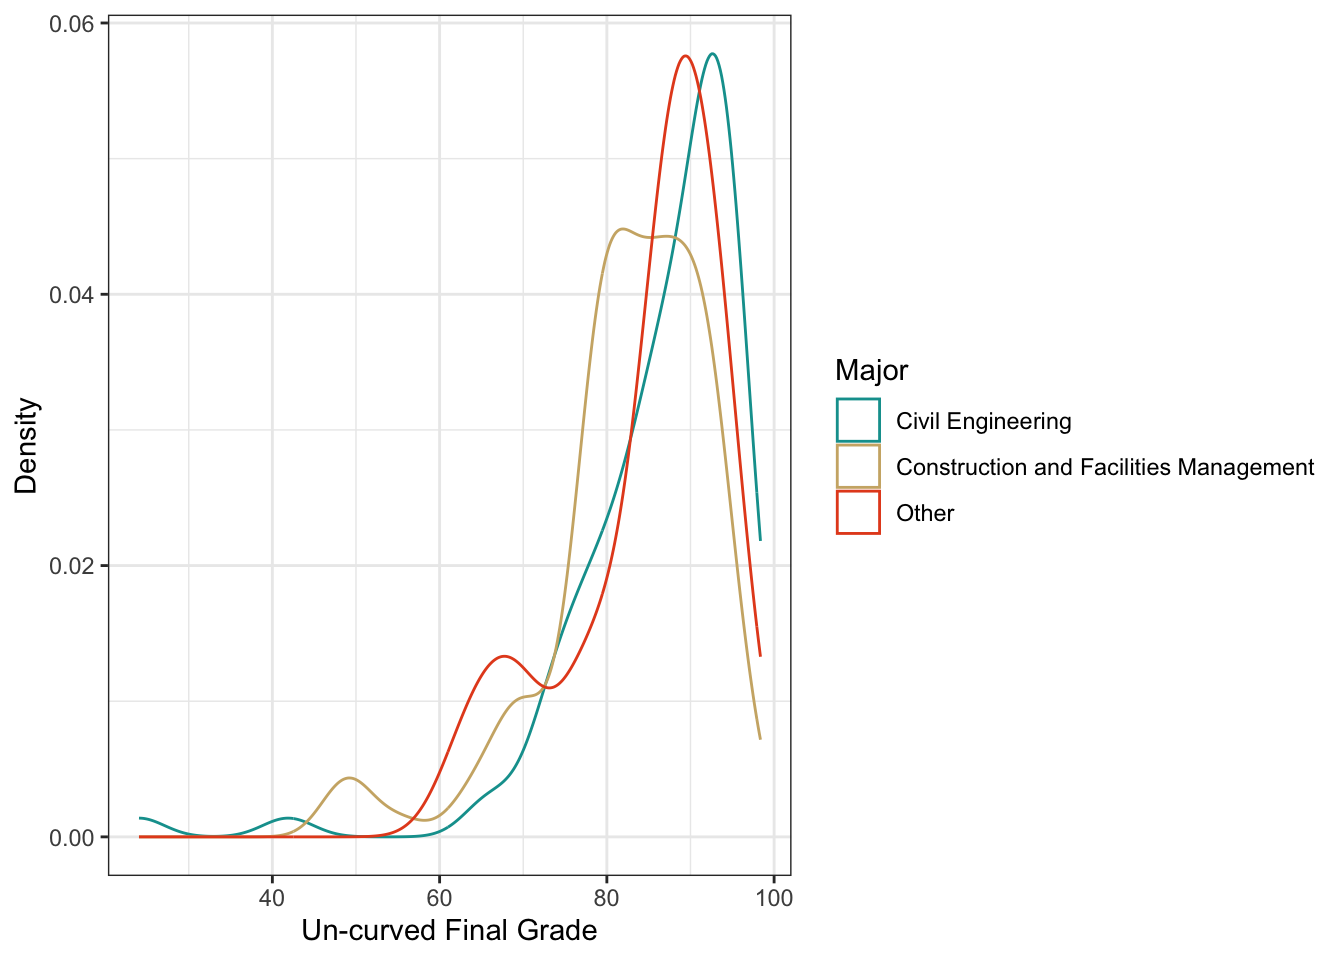 0.06
0.04
0.02
0.00
Density
40 60 80 100
Un-curved Final Grade
Major
Civil Engineering
Construction and Facilities Management
Other